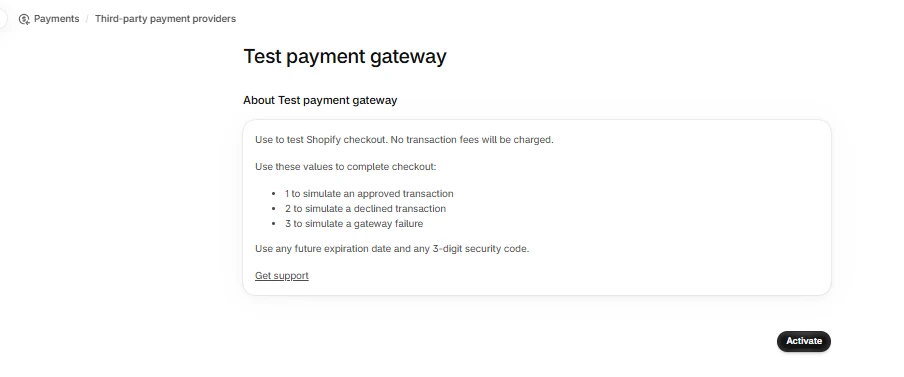 Payments / Third-party payment providers
Test payment gateway
About Test payment gateway
Use to test Shopify checkout. No transaction fees will be charged.
Use these values to complete checkout:
• 1 to simulate an approved transaction
• 2 to simulate a declined transaction
• 3 to simulate a gateway failure
Use any future expiration date and any 3-digit security code.
Get support
Activate